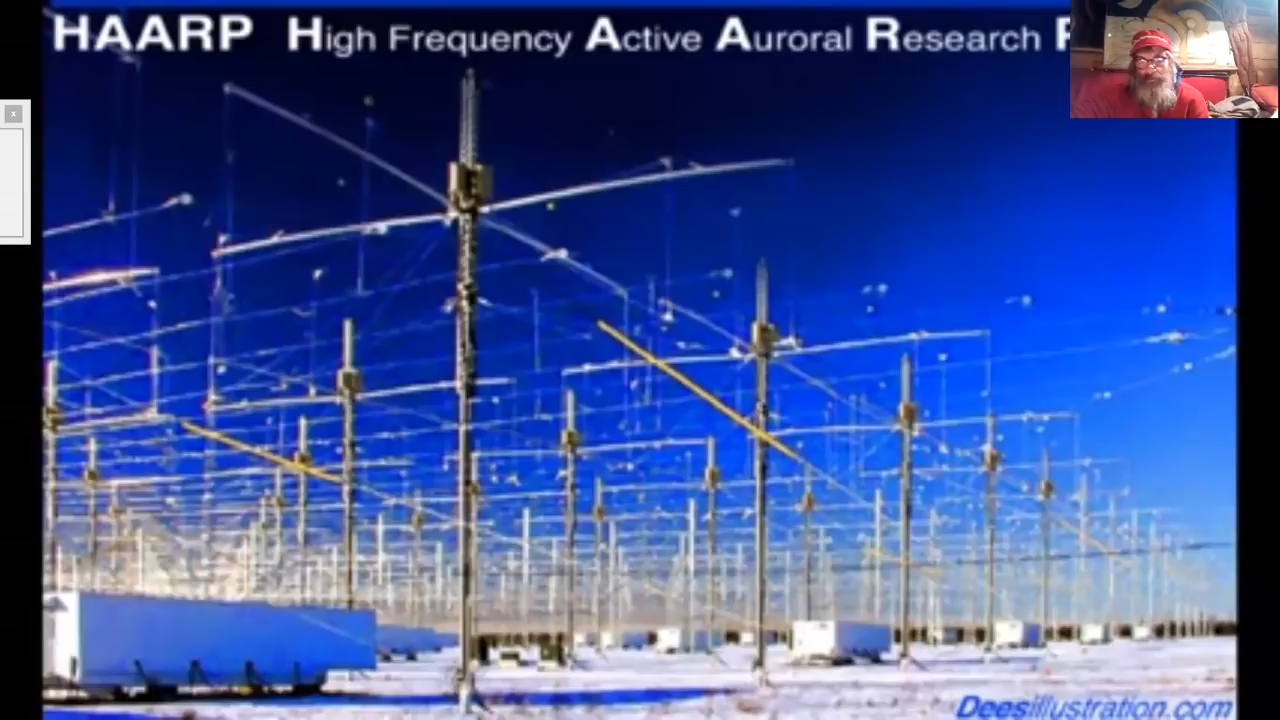 HAARP High Frequency Active Auroral Research
x
Deesillustration.com